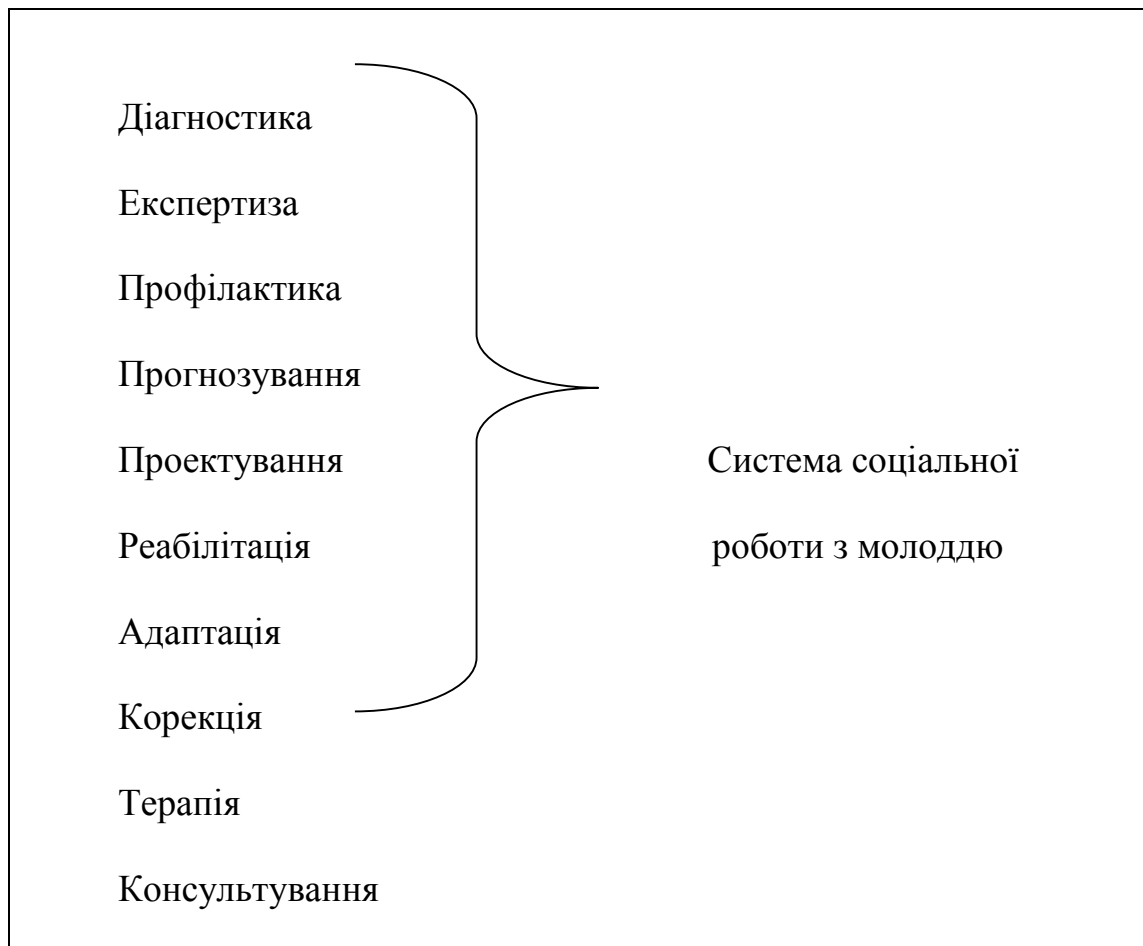 Діагностика
Експертиза
Профілактика
Прогнозування
Проектування
Реабілітація
Адаптація
Корекція
Терапія
Консультування
Система соціальної
роботи з молоддю